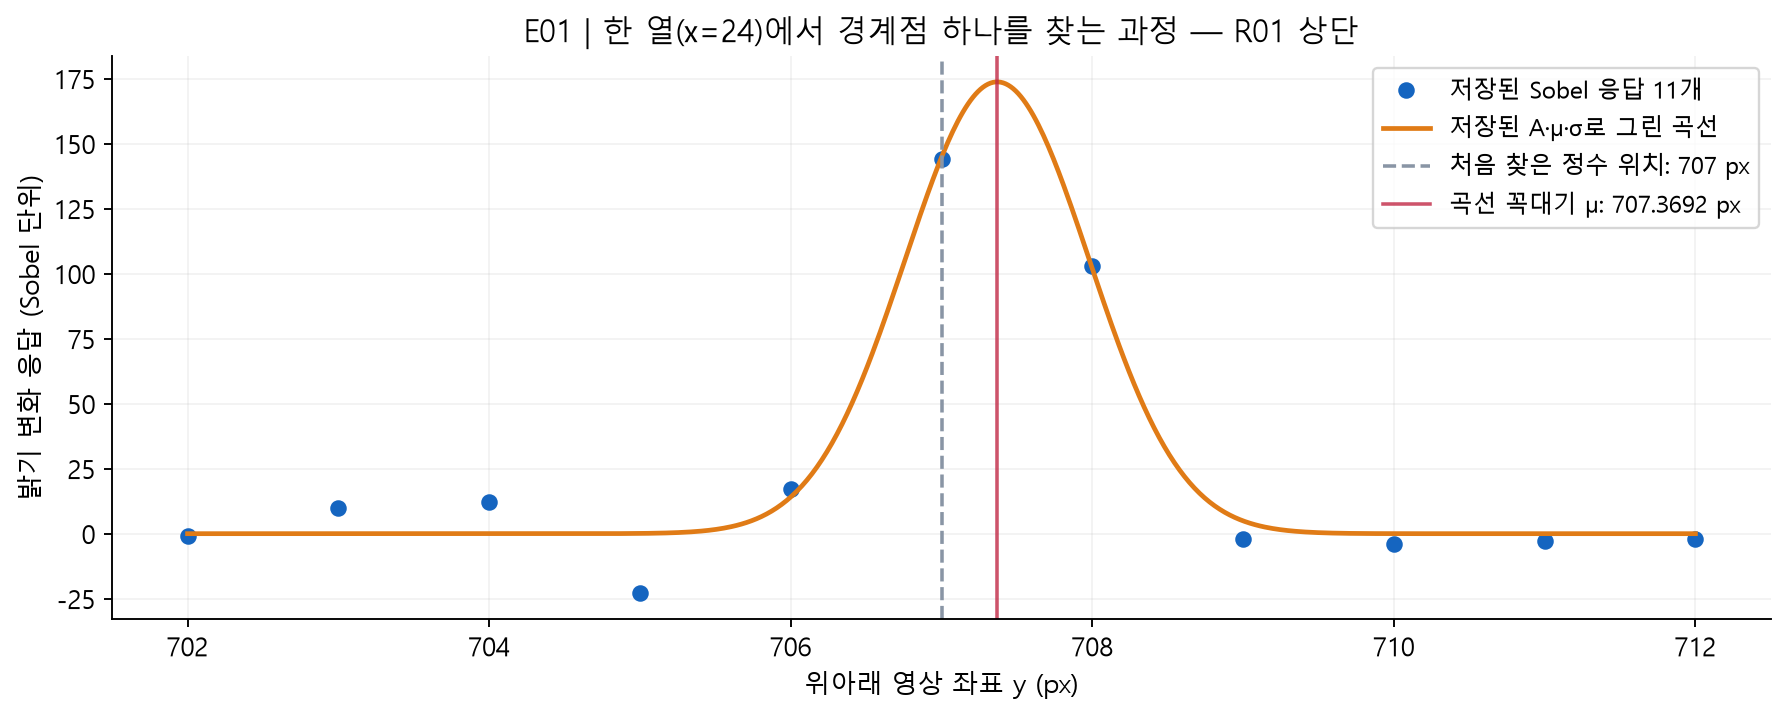 E01 | 한 열(x=24)에서 경계점 하나를 찾는 과정 — R01 상단
저장된 Sobel 응답 11개
저장된 A·μ·σ로 그린 곡선
처음 찾은 정수 위치: 707 px
곡선 꼭대기 μ: 707.3692 px
밝기 변화 응답 (Sobel 단위)
175
150
125
100
75
50
25
0
-25
702 704 706 708 710 712
위아래 영상 좌표 y (px)